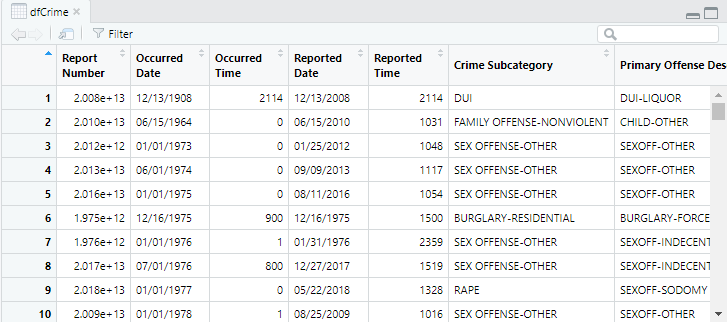 dfCrime
Filter
Report Number Occurred Date Occurred Time Reported Date Reported Time Crime Subcategory Primary Offense Des
1 2.008e+13 12/13/1908 2114 12/13/2008 2114 DUI DUI-LIQUOR
2 2.010e+13 06/15/1964 0 06/15/2010 1031 FAMILY OFFENSE-NONVIOLENT CHILD-OTHER
3 2.012e+12 01/01/1973 0 01/25/2012 1048 SEX OFFENSE-OTHER SEXOFF-OTHER
4 2.013e+13 06/01/1974 0 09/09/2013 1117 SEX OFFENSE-OTHER SEXOFF-OTHER
5 2.016e+13 01/01/1975 0 08/11/2016 1054 SEX OFFENSE-OTHER SEXOFF-OTHER
6 1.975e+12 12/16/1975 900 12/16/1975 1500 BURGLARY-RESIDENTIAL BURGLARY-FORCE
7 1.976e+12 01/01/1976 1 01/31/1976 2359 SEX OFFENSE-OTHER SEXOFF-INDECENT
8 2.017e+13 07/01/1976 800 12/27/2017 1519 SEX OFFENSE-OTHER SEXOFF-INDECENT
9 2.018e+13 01/01/1977 0 05/22/2018 1328 RAPE SEXOFF-SODOMY
10 2.009e+13 01/01/1978 1 08/25/2009 1016 SEX OFFENSE-OTHER SEXOFF-OTHER